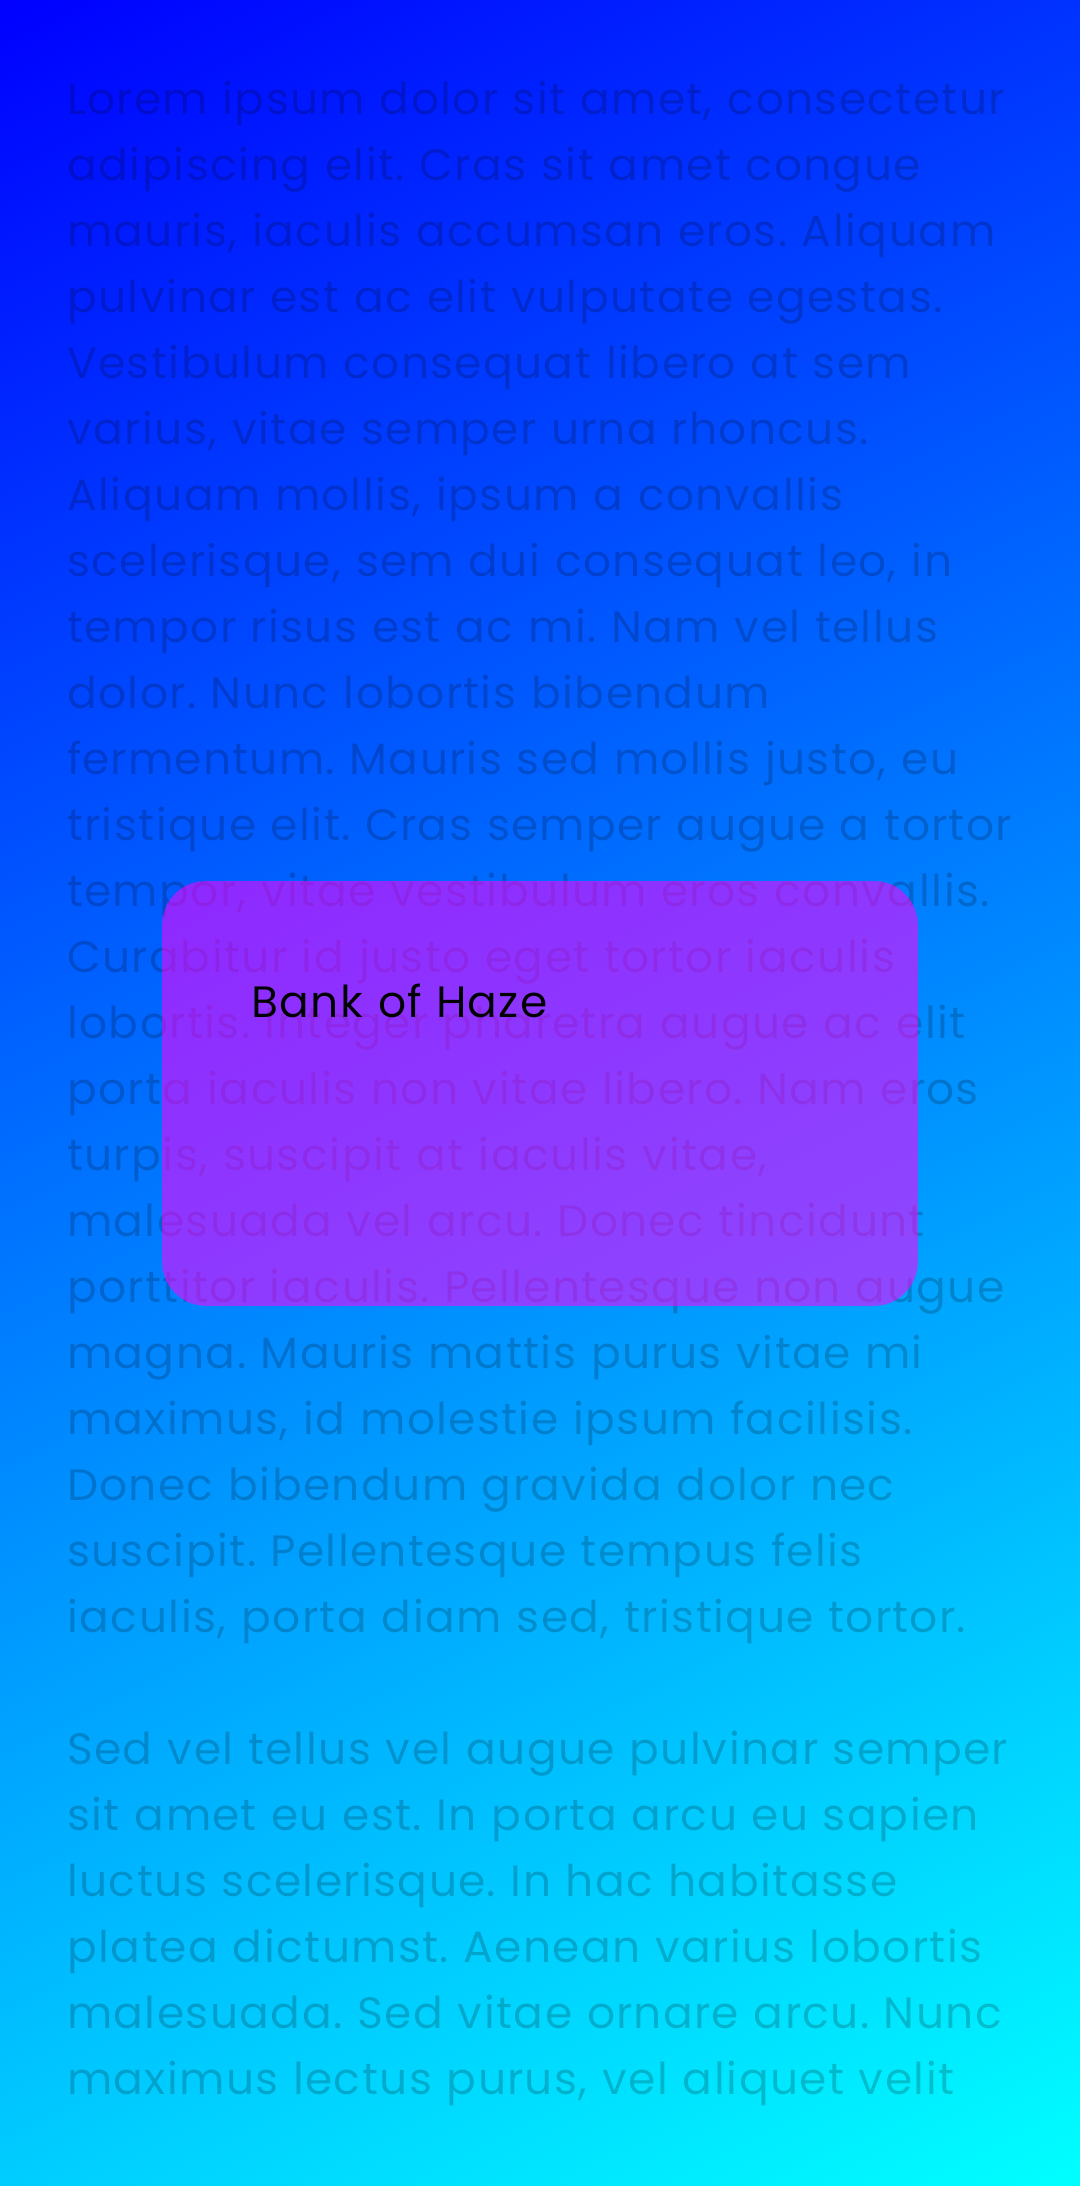 Lorem ipsum dolor sit amet, consectetur
adipiscing elit. Cras sit amet congue
mauris, iaculis accumsan eros. Aliquam
pulvinar est ac elit vulputate egestas.
Vestibulum consequat libero at sem
varius, vitae semper urna rhoncus.
Aliquam mollis, ipsum a convallis
scelerisque, sem dui consequat leo, in
tempor risus est ac mi. Nam vel tellus
dolor. Nunc lobortis bibendum
fermentum. Mauris sed mollis justo, eu
tristique elit. Cras semper augue a tortor
tempor, vitae vestibulum eros convallis.
Curabitur id justo eget tortor iaculis
Bank of Haze
lobortis. Integer pharetra augue ac elit
porta iaculis non vitae libero. Nam eros
turpis, suscipit at iaculis vitae,
malesuada vel arcu. Donec tincidunt
porttitor iaculis. Pellentesque non augue
magna. Mauris mattis purus vitae mi
maximus, id molestie ipsum facilisis.
Donec bibendum gravida dolor nec
suscipit. Pellentesque tempus felis
iaculis, porta diam sed, tristique tortor.
Sed vel tellus vel augue pulvinar semper
sit amet eu est. In porta arcu eu sapien
luctus scelerisque. In hac habitasse
platea dictumst. Aenean varius lobortis
malesuada. Sed vitae ornare arcu. Nunc
maximus lectus purus, vel aliquet velit